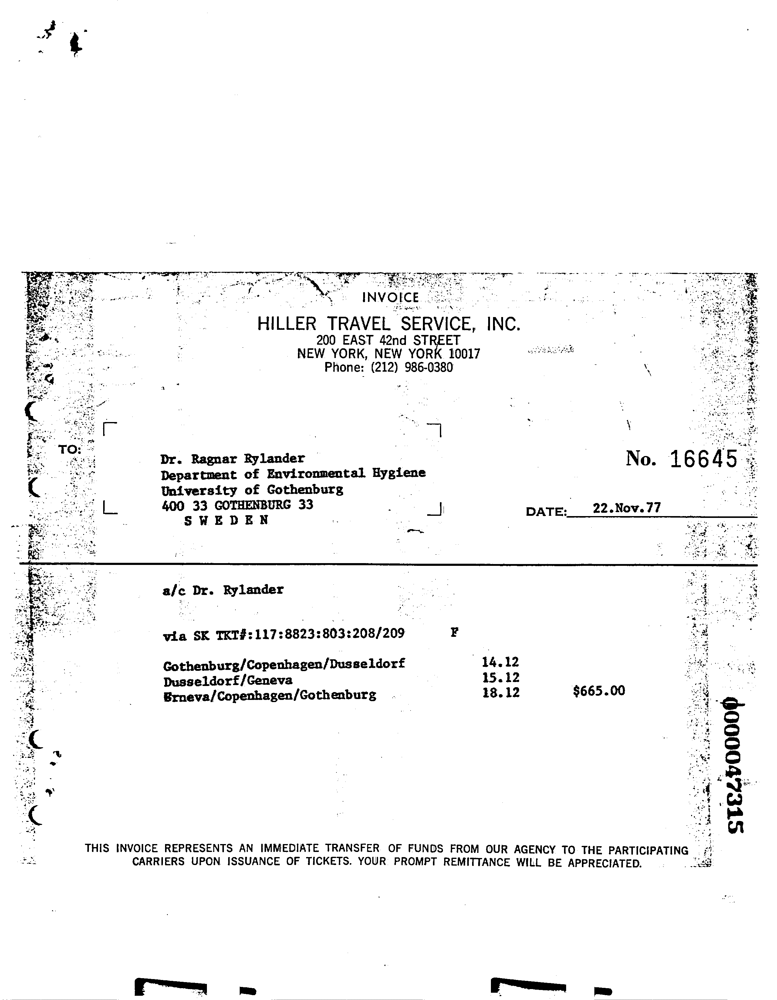 INVOICE
HILLER TRAVEL SERVICE, INC.
200 EAST 42nd STREET
NEW YORK, NEW YORK 10017
Phone: (212) 986-0380
TO:
Dr. Ragnar Rylander
Department of Environmental Hygiene
University of Gothenburg
400 33 GOTHENBURG 33
S W E D E N
No. 16645
DATE: 22.Nov.77
a/c Dr. Rylander
via SK TKT#:117:8823:803:208/209 F
Gothenburg/Copenhagen/Dusseldorf 14.12
Dusseldorf/Geneva 15.12
Erneva/Copenhagen/Gothenburg 18.12 $665.00
0000047315
THIS INVOICE REPRESENTS AN IMMEDIATE TRANSFER OF FUNDS FROM OUR AGENCY TO THE PARTICIPATING
CARRIERS UPON ISSUANCE OF TICKETS. YOUR PROMPT REMITTANCE WILL BE APPRECIATED.